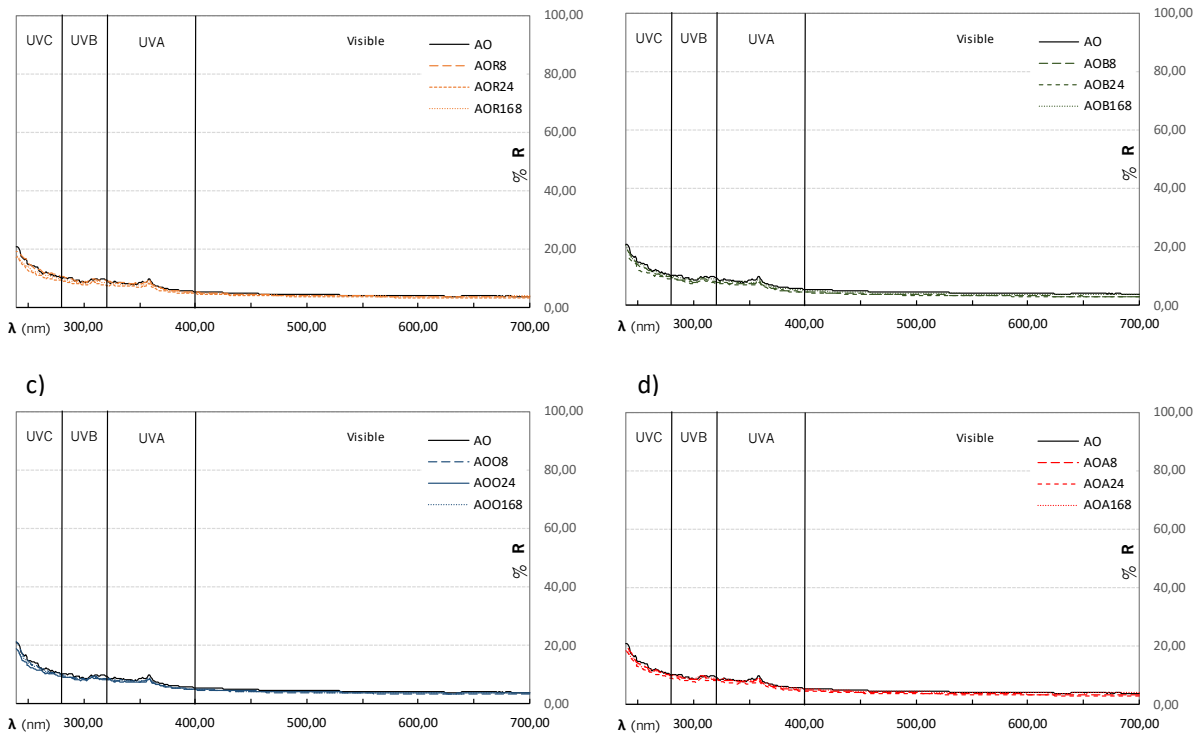 100,00
UVC UVB UVA Visible
AO
80,00
AOR8
AOR24
AOR168
60,00
% R
40,00
20,00
0,00
λ (nm) 300,00 400,00 500,00 600,00 700,00
100,00
UVC UVB UVA Visible
AO
80,00
AOB8
AOB24
AOB168
60,00
% R
40,00
20,00
0,00
λ (nm) 300,00 400,00 500,00 600,00 700,00
c)
100,00
UVC UVB UVA Visible
AO
80,00
AOO8
AOO24
AOO168
60,00
% R
40,00
20,00
0,00
λ (nm) 300,00 400,00 500,00 600,00 700,00
d)
100,00
UVC UVB UVA Visible
AO
80,00
AOA8
AOA24
AOA168
60,00
% R
40,00
20,00
0,00
λ (nm) 300,00 400,00 500,00 600,00 700,00